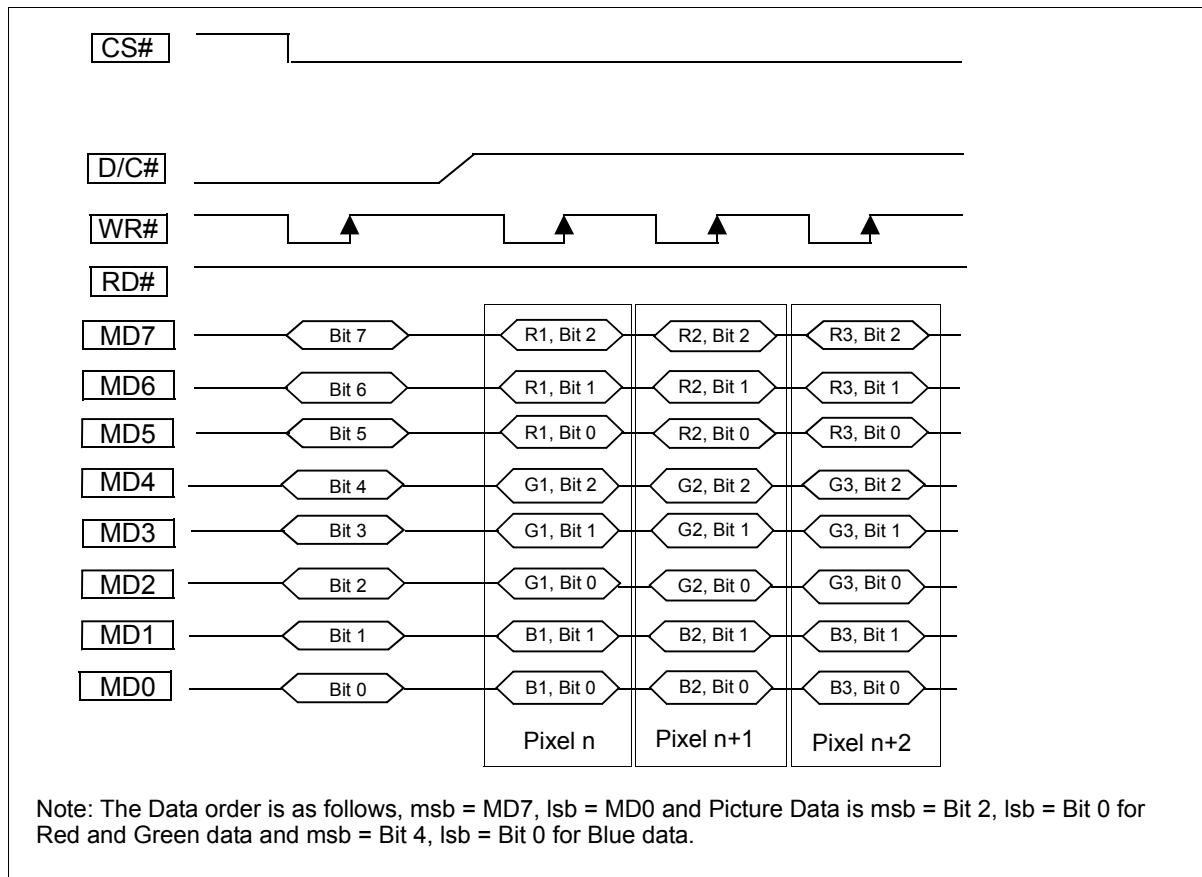 CS#
D/C#
WR#
RD#
MD7 Bit 7 R1, Bit 2 R2, Bit 2 R3, Bit 2
MD6 Bit 6 R1, Bit 1 R2, Bit 1 R3, Bit 1
MD5 Bit 5 R1, Bit 0 R2, Bit 0 R3, Bit 0
MD4 Bit 4 G1, Bit 2 G2, Bit 2 G3, Bit 2
MD3 Bit 3 G1, Bit 1 G2, Bit 1 G3, Bit 1
MD2 Bit 2 G1, Bit 0 G2, Bit 0 G3, Bit 0
MD1 Bit 1 B1, Bit 1 B2, Bit 1 B3, Bit 1
MD0 Bit 0 B1, Bit 0 B2, Bit 0 B3, Bit 0
Pixel n Pixel n+1 Pixel n+2
Note: The Data order is as follows, msb = MD7, lsb = MD0 and Picture Data is msb = Bit 2, lsb = Bit 0 for
Red and Green data and msb = Bit 4, lsb = Bit 0 for Blue data.